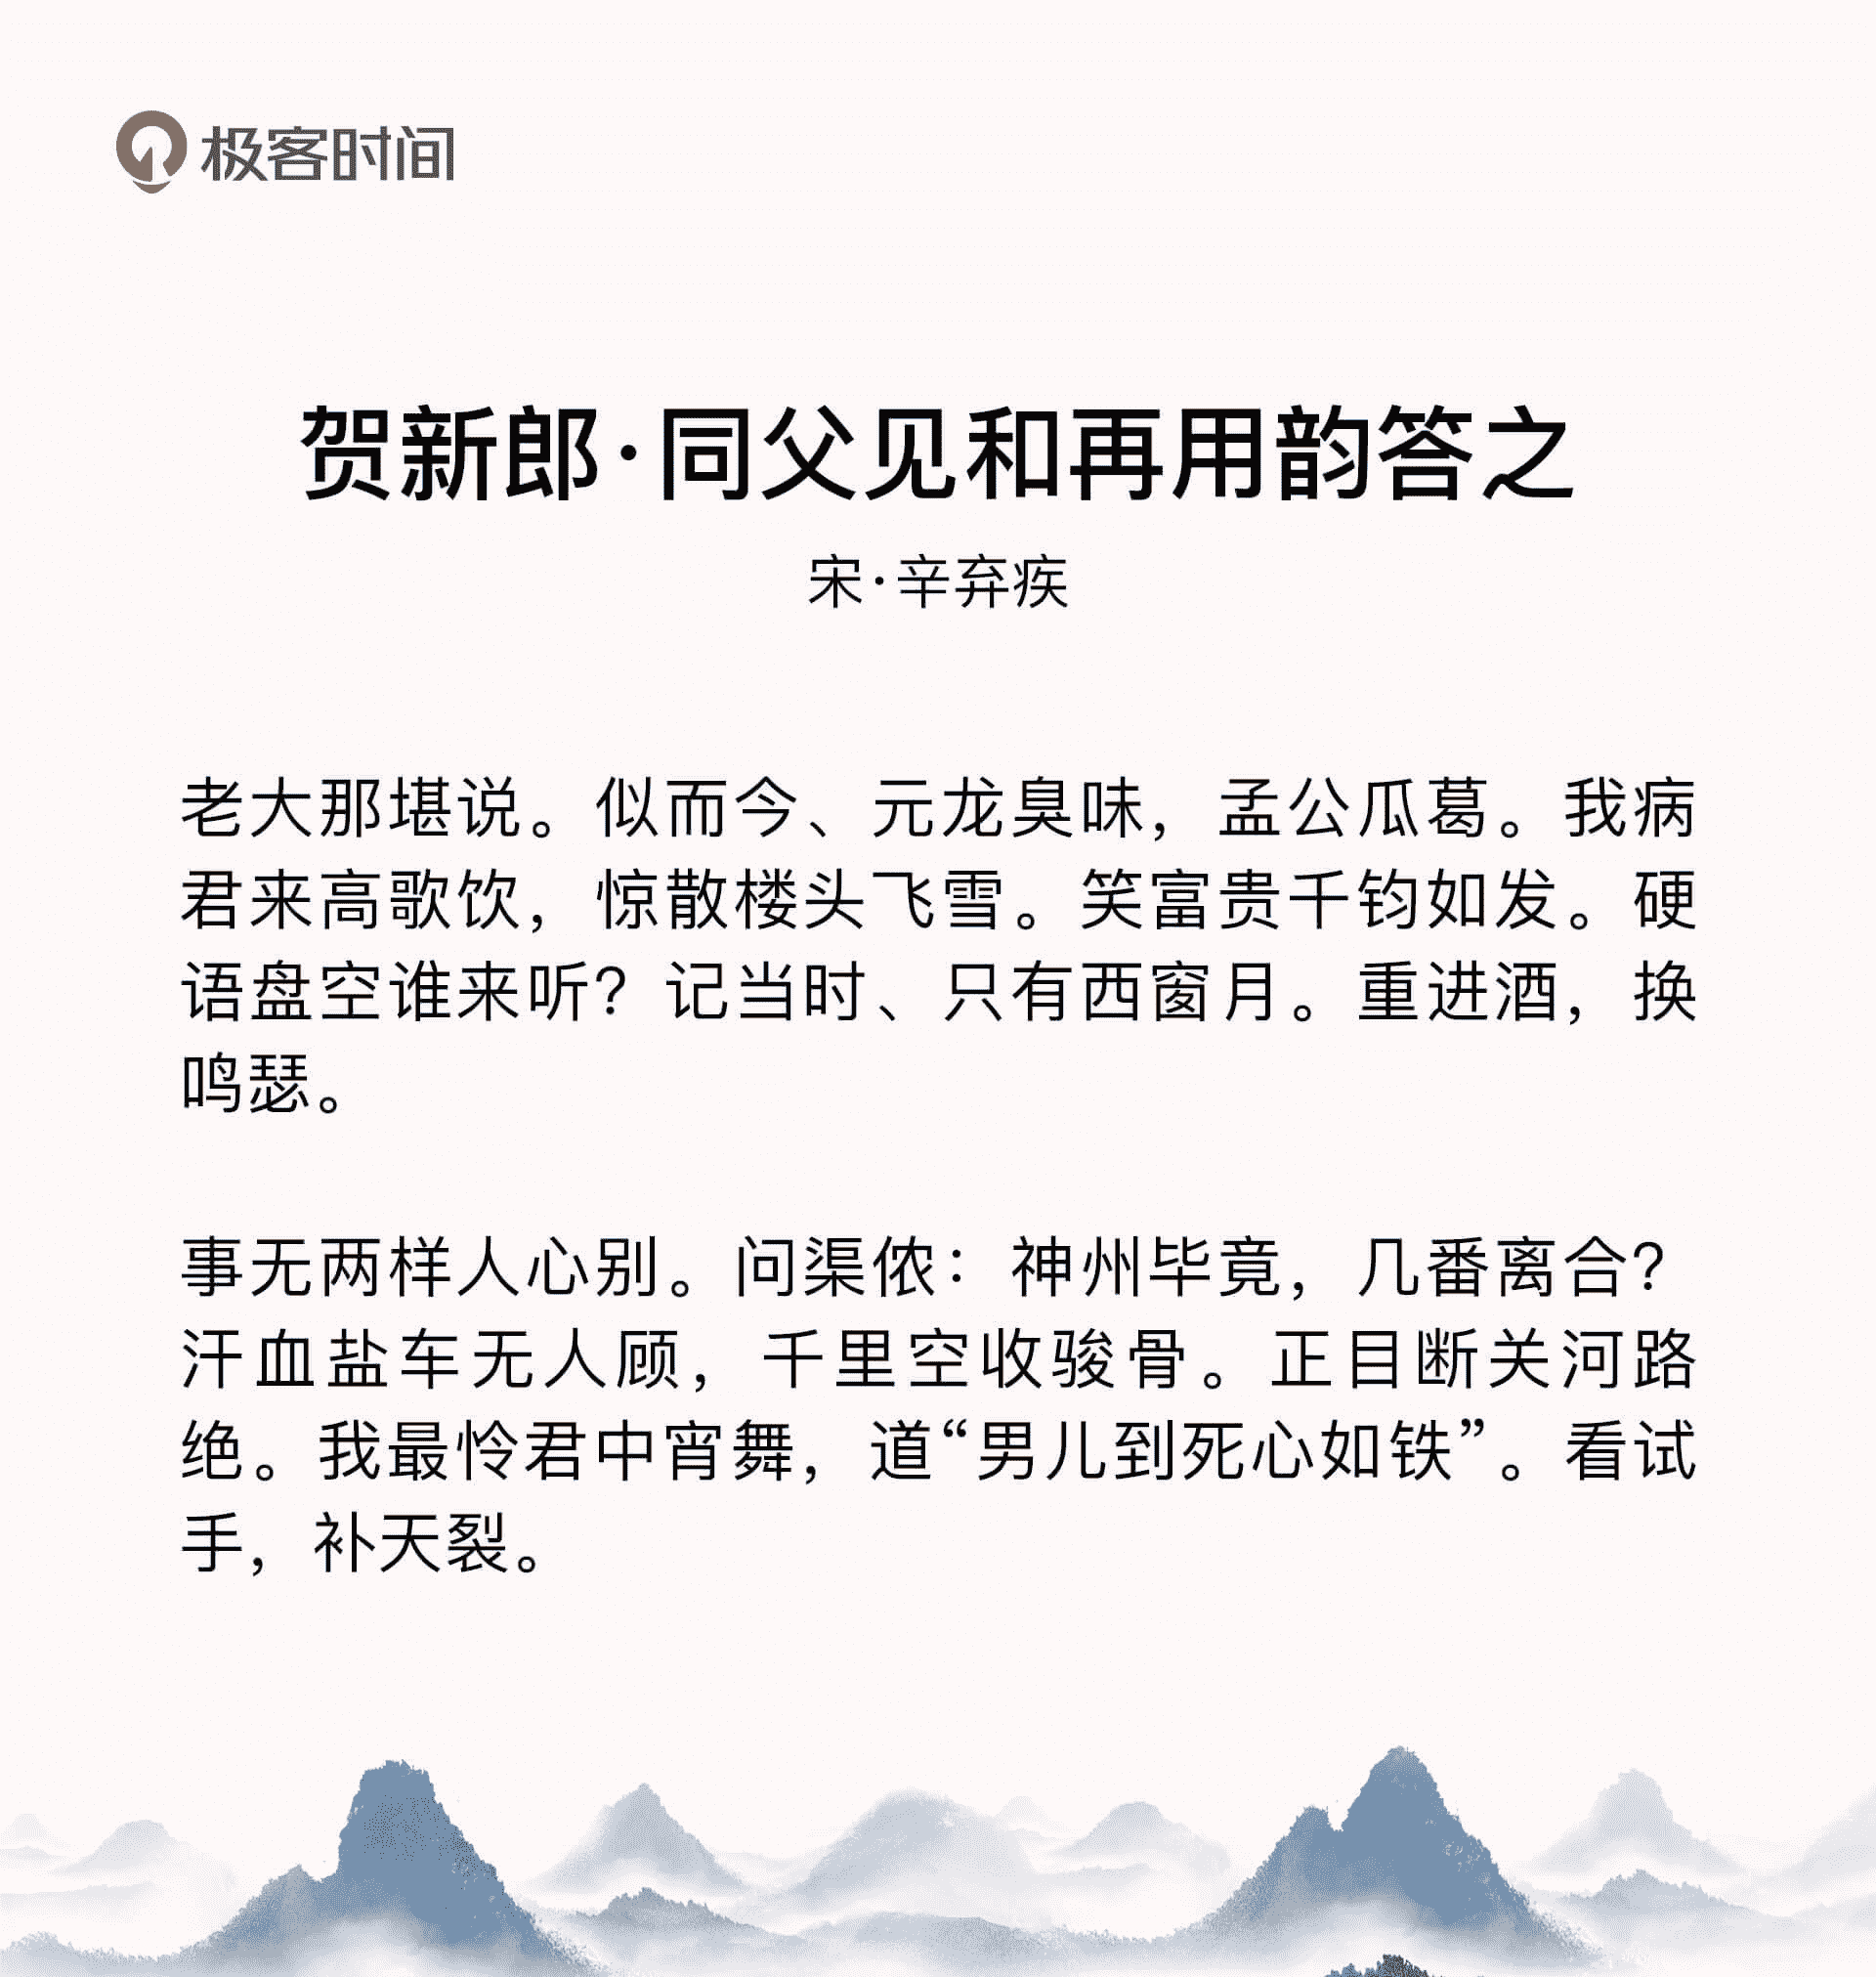 极客时间
贺新郎·同父见和再用韵答之
宋·辛弃疾
老大那堪说。似而今、元龙臭味，孟公瓜葛。我病
君来高歌饮，惊散楼头飞雪。笑富贵千钧如发。硬
语盘空谁来听？记当时、只有西窗月。重进酒，换
鸣瑟。
事无两样人心别。问渠侬：神州毕竟，几番离合？
汗血盐车无人顾，千里空收骏骨。正目断关河路
绝。我最怜君中宵舞，道“男儿到死心如铁”。看试
手，补天裂。